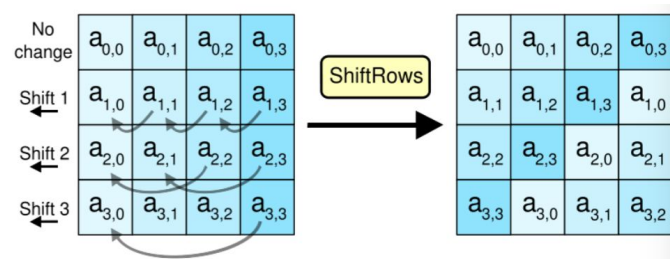 No change a0,0 a0,1 a0,2 a0,3
Shift 1 a1,0 a1,1 a1,2 a1,3
Shift 2 a2,0 a2,1 a2,2 a2,3
Shift 3 a3,0 a3,1 a3,2 a3,3
ShiftRows
a0,0 a0,1 a0,2 a0,3
a1,1 a1,2 a1,3 a1,0
a2,2 a2,3 a2,0 a2,1
a3,3 a3,0 a3,1 a3,2